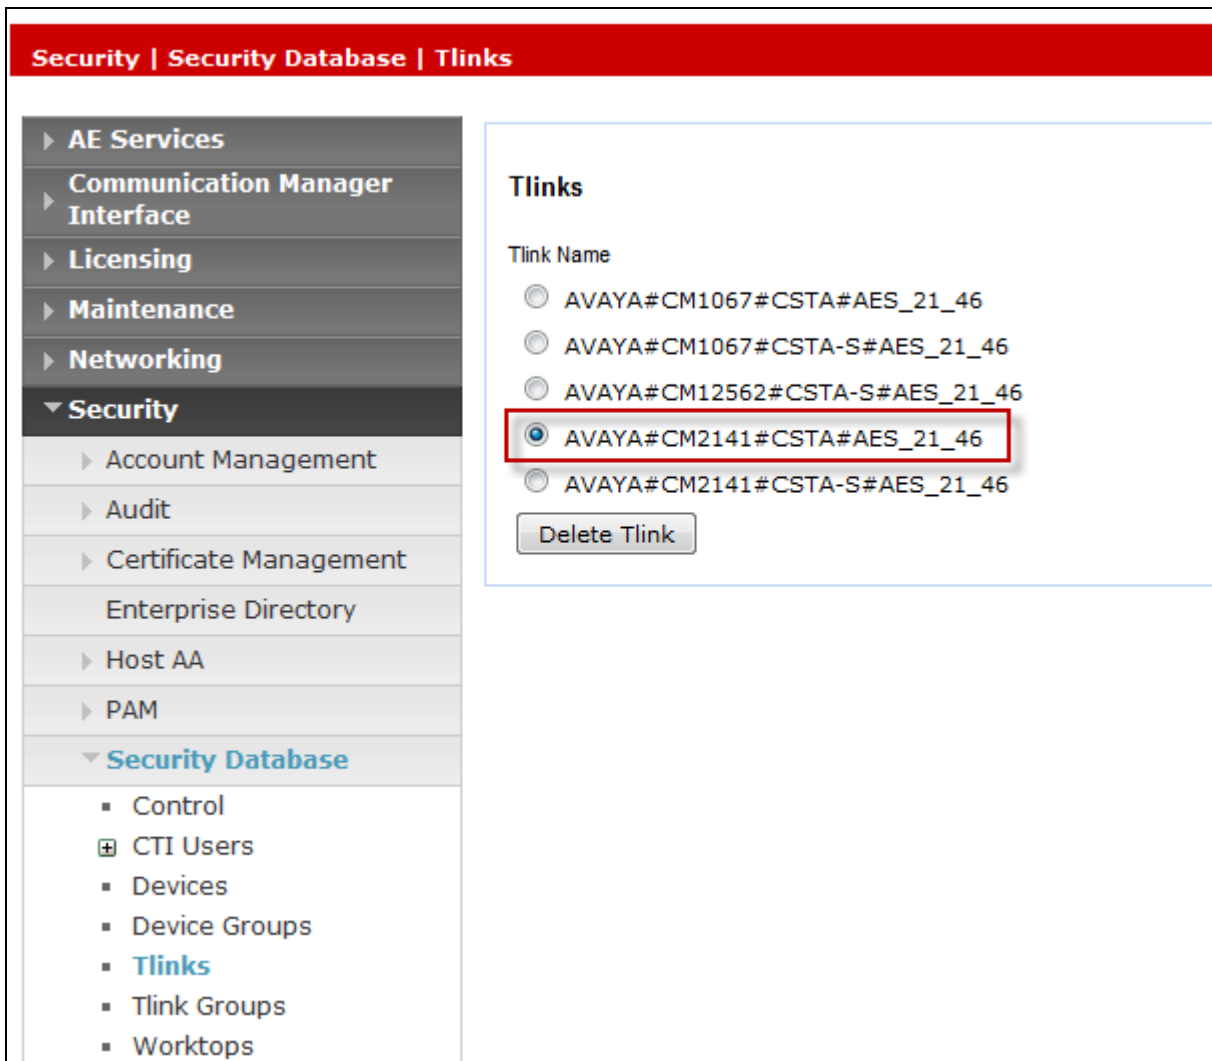 Security | Security Database | Tlinks
AE Services
Communication Manager
Interface
Licensing
Maintenance
Networking
Security
Account Management
Audit
Certificate Management
Enterprise Directory
Host AA
PAM
Security Database
Control
CTI Users
Devices
Device Groups
Tlinks
Tlink Groups
Worktops
Tlinks
Tlink Name
AVAYA#CM1067#CSTA#AES_21_46
AVAYA#CM1067#CSTA-S#AES_21_46
AVAYA#CM12562#CSTA-S#AES_21_46
AVAYA#CM2141#CSTA#AES_21_46
AVAYA#CM2141#CSTA-S#AES_21_46
Delete Tlink